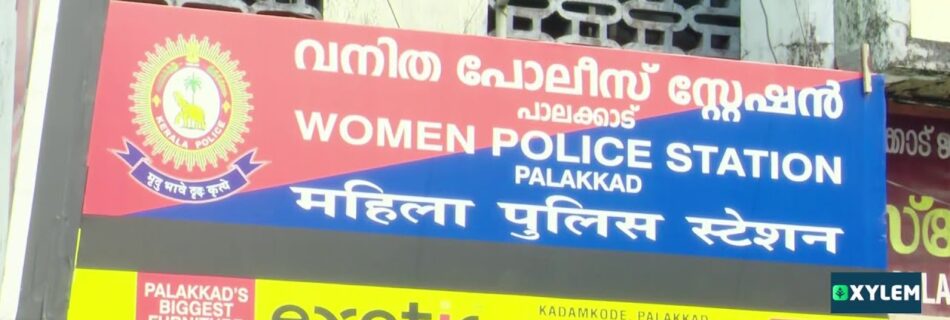 വനിത പോലീസ് സ്റ്റേഷൻ
പാലക്കാട്
WOMEN POLICE STATION
PALAKKAD
महिला पुलिस स्टेशन
KERALA POLICE
मृदु भावे दृढ कृत्ये
PALAKKAD'S
BIGGEST
KADAMKODE, PALAKKAD
XYLEM